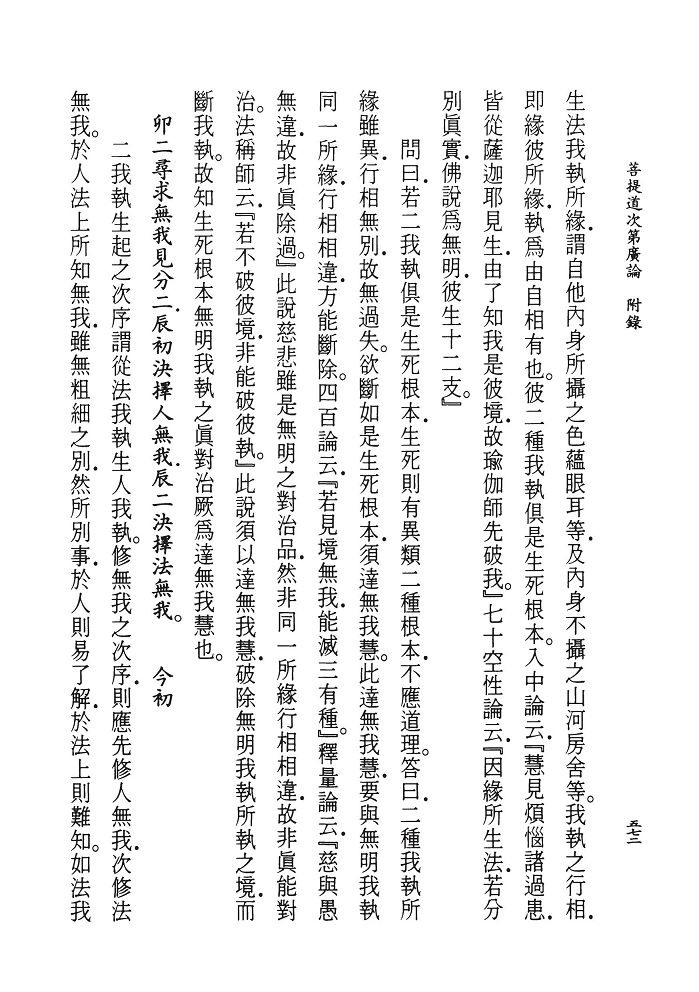 菩提道次第廣論　附錄
五七三
生法我執所緣，謂自他內身所攝之色蘊眼耳等，及內身不攝之山河房舍等。我執之行相，
即緣彼所緣，執為由自相有也。彼二種我執俱是生死根本。入中論云，『慧見煩惱諸過患，
皆從薩迦耶見生，由了知我是彼境，故瑜伽師先破我。』七十空性論云，『因緣所生法，若分
別眞實，佛說爲無明，彼生十二支。』
問曰，若二我執俱是生死根本，生死則有異類二種根本，不應道理。答曰，二種我執所
緣雖異，行相無別，故無過失。欲斷如是生死根本，須達無我慧。此達無我慧，要與無明我執
同一所緣，行相相違，方能斷除。四百論云，『若見境無我，能滅三有種。』釋量論云，『慈與愚
無違，故非眞除過。』此說慈悲雖是無明之對治品，然非同一所緣行相相違，故非眞能對
治。法稱師云，『若不破彼境，非能破彼執。』此說須以達無我慧，破除無明我執所執之境，而
斷我執。故知生死根本無明我執之眞對治厥爲達無我慧也。
卯二尋求無我見分二，辰初決擇人無我，辰二決擇法無我。　今初
二我執生起之次序，謂從法我執生人我執。修無我之次序，則應先修人無我，次修法
無我。於人法上所知無我，雖無粗細之別，然所別事，於人則易了解，於法上則難知。如法我